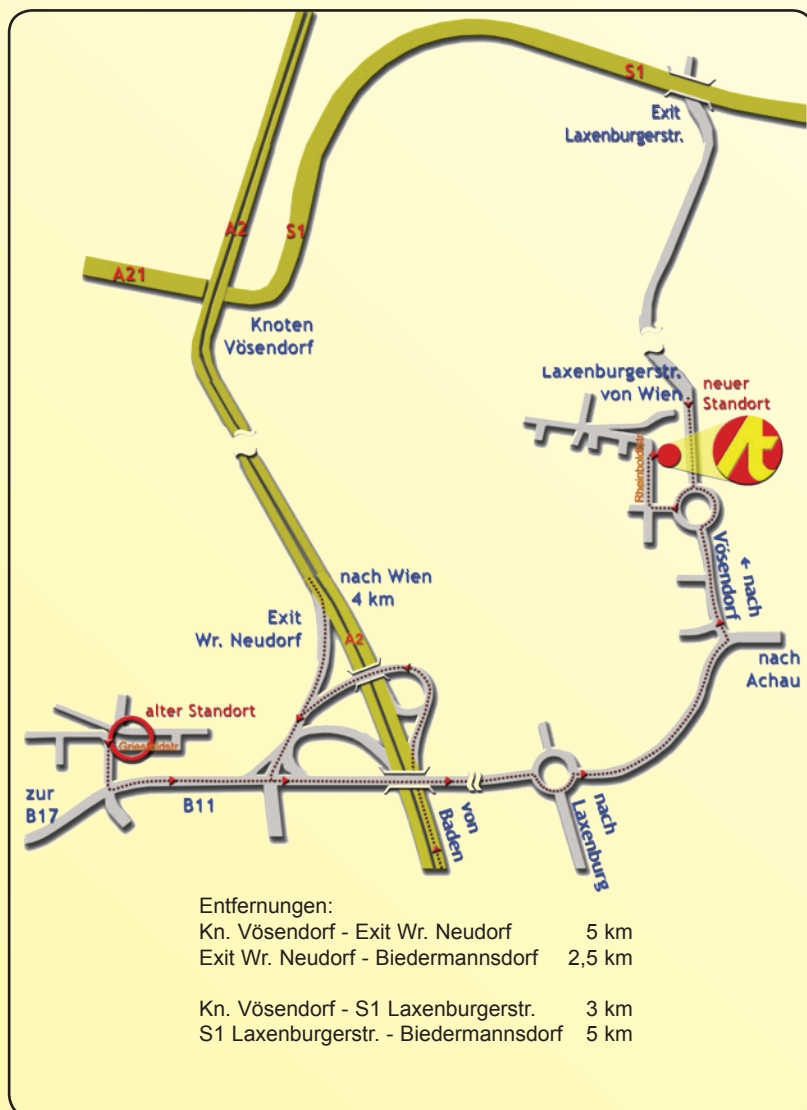 S1
Exit
Laxenburgerstr.
A2
S1
A21
Knoten
Vösendorf
Laxenburgerstr.
von Wien
neuer
Standort
Rheinboldtstr.
← nach
Vösendorf
nach Wien
4 km
Exit
Wr. Neudorf
A2
nach
Achau
alter Standort
Griesfeldstr.
zur
B17
B11
von
Baden
nach
Laxenburg
Entfernungen:
Kn. Vösendorf - Exit Wr. Neudorf 5 km
Exit Wr. Neudorf - Biedermannsdorf 2,5 km
Kn. Vösendorf - S1 Laxenburgerstr. 3 km
S1 Laxenburgerstr. - Biedermannsdorf 5 km